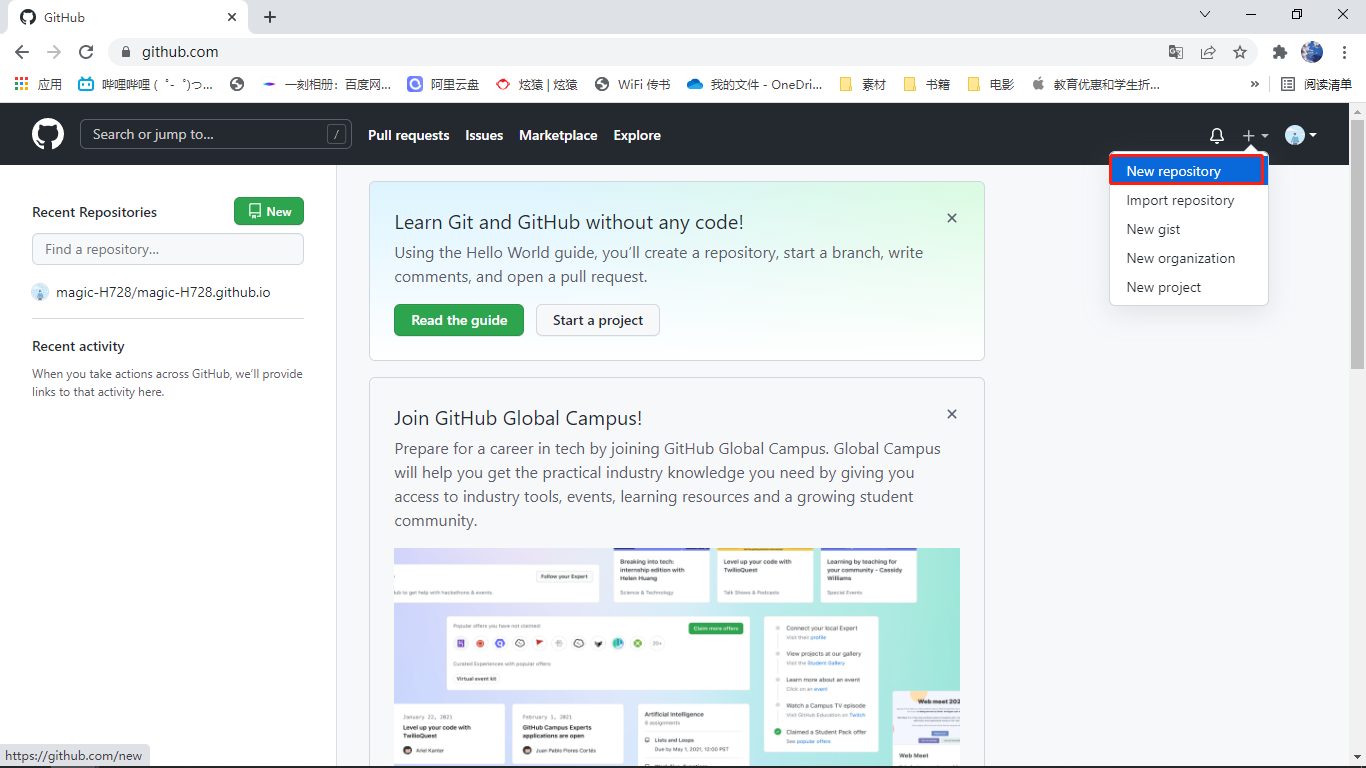 GitHub
github.com
应用
哔哩哔哩 (゜-゜)つ...
一刻相册：百度网...
阿里云盘
炫猿 | 炫猿
WiFi 传书
我的文件 - OneDri...
素材
书籍
电影
教育优惠和学生折...
»
阅读清单
Search or jump to...
/
Pull requests
Issues
Marketplace
Explore
New repository
Import repository
New gist
New organization
New project
Recent Repositories
New
Find a repository...
magic-H728/magic-H728.github.io
Recent activity
When you take actions across GitHub, we'll provide
links to that activity here.
Learn Git and GitHub without any code!
Using the Hello World guide, you'll create a repository, start a branch, write
comments, and open a pull request.
Read the guide
Start a project
Join GitHub Global Campus!
Prepare for a career in tech by joining GitHub Global Campus. Global Campus
will help you get the practical industry knowledge you need by giving you
access to industry tools, events, learning resources and a growing student
community.
Follow your Expert
to get help with hackathons & events.
Breaking into tech:
internship edition with
Helen Huang
Science & Technology
Level up your code with
TwilioQuest
Talk Shows & Podcasts
Learning by teaching for
your community - Cassidy
Williams
Special Events
Popular offers you have not claimed:
Claim more offers
20+
Curated Experiences with popular offers:
Virtual event kit
Connect your local Expert
Visit their profile
View projects at our gallery
Visit the Student Gallery
Learn more about an event
Click on an event
Watch a Campus TV episode
Visit GitHub Education on Twitch
Claimed a Student Pack offer
See popular offers
January 22, 2021
Level up your code with
TwilioQuest
Ariel Kantar
February 1, 2021
GitHub Campus Experts
applications are open
Juan Pablo Flores Cortés
Artificial Intelligence
6 assignments
Lists and Loops
Due by May 1, 2021, 12:00 PST
Web meet 202
Web Meet
https://github.com/new